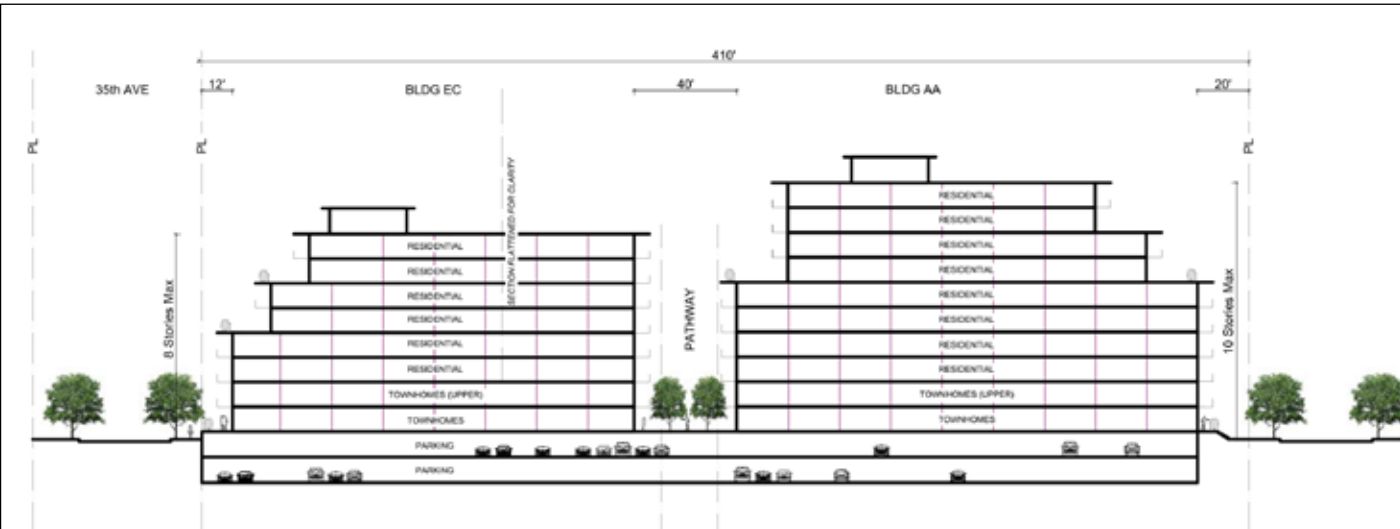 410'
35th AVE
12'
BLDG EC
40'
BLDG AA
20'
PL
PL
PL
SECTION FLATTENED FOR CLARITY
8 Stories Max
PATHWAY
10 Stories Max
RESIDENTIAL
RESIDENTIAL
RESIDENTIAL
RESIDENTIAL
RESIDENTIAL
RESIDENTIAL
TOWNHOMES (UPPER)
TOWNHOMES
RESIDENTIAL
RESIDENTIAL
RESIDENTIAL
RESIDENTIAL
RESIDENTIAL
RESIDENTIAL
RESIDENTIAL
RESIDENTIAL
TOWNHOMES (UPPER)
TOWNHOMES
PARKING
PARKING